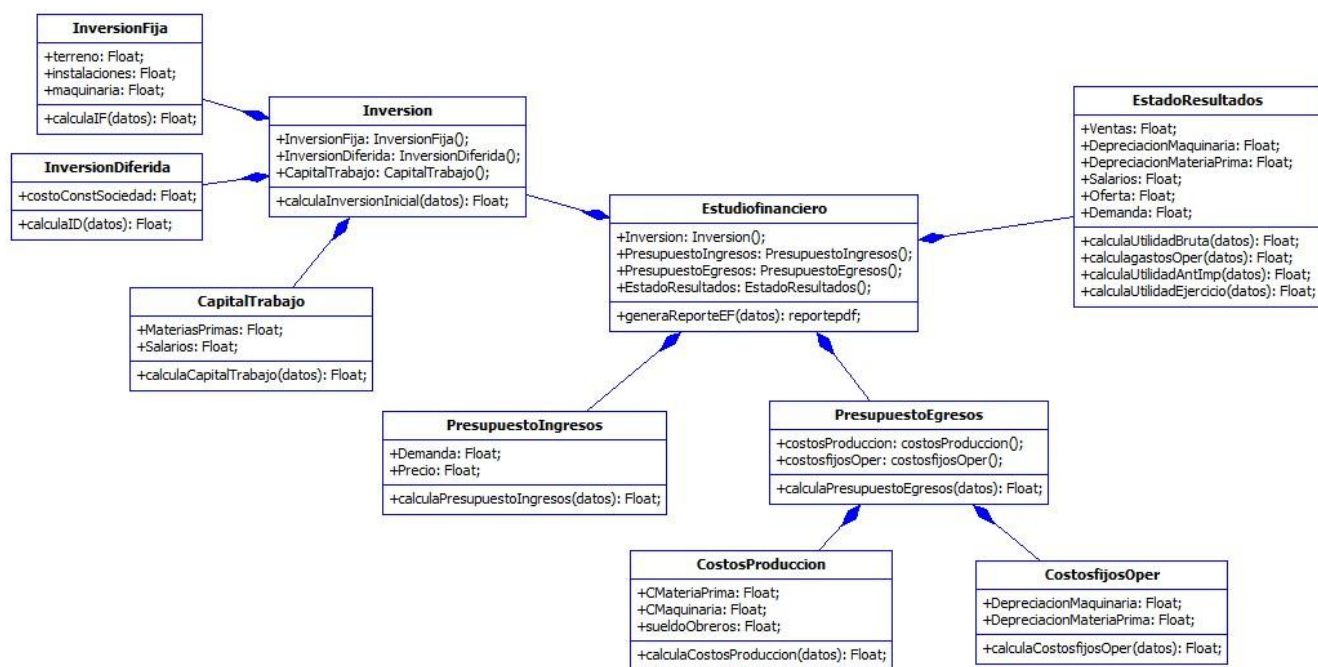 InversionFija
+terreno: Float;
+instalaciones: Float;
+maquinaria: Float;
+calculaIF(datos): Float;
InversionDiferida
+costoConstSociedad: Float;
+calculaID(datos): Float;
Inversion
+InversionFija: InversionFija();
+InversionDiferida: InversionDiferida();
+CapitalTrabajo: CapitalTrabajo();
+calculaInversionInicial(datos): Float;
CapitalTrabajo
+MateriasPrimas: Float;
+Salarios: Float;
+calculaCapitalTrabajo(datos): Float;
Estudiofinanciero
+Inversion: Inversion();
+PresupuestoIngresos: PresupuestoIngresos();
+PresupuestoEgresos: PresupuestoEgresos();
+EstadoResultados: EstadoResultados();
+generaReporteEF(datos): reportepdf;
EstadoResultados
+Ventas: Float;
+DepreciacionMaquinaria: Float;
+DepreciacionMateriaPrima: Float;
+Salarios: Float;
+Oferta: Float;
+Demanda: Float;
+calculaUtilidadBruta(datos): Float;
+calculagastosOper(datos): Float;
+calculaUtilidadAntImp(datos): Float;
+calculaUtilidadEjercicio(datos): Float;
PresupuestoIngresos
+Demanda: Float;
+Precio: Float;
+calculaPresupuestoIngresos(datos): Float;
PresupuestoEgresos
+costosProduccion: costosProduccion();
+costosfijosOper: costosfijosOper();
+calculaPresupuestoEgresos(datos): Float;
CostosProduccion
+CMateriaPrima: Float;
+CMaquinaria: Float;
+sueldoObreros: Float;
+calculaCostosProduccion(datos): Float;
CostosfijosOper
+DepreciacionMaquinaria: Float;
+DepreciacionMateriaPrima: Float;
+calculaCostosfijosOper(datos): Float;